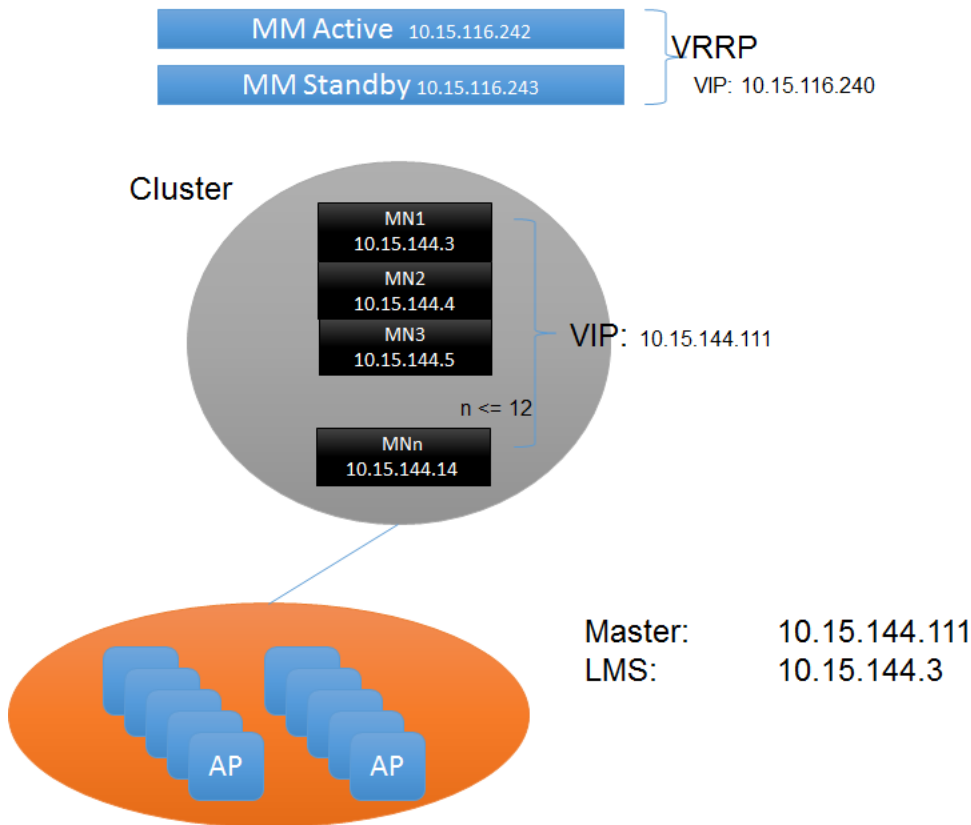 MM Active 10.15.116.242
MM Standby 10.15.116.243
VRRP
VIP: 10.15.116.240
Cluster
MN1
10.15.144.3
MN2
10.15.144.4
MN3
10.15.144.5
VIP: 10.15.144.111
n <= 12
MNn
10.15.144.14
Master: 10.15.144.111
LMS: 10.15.144.3
AP
AP